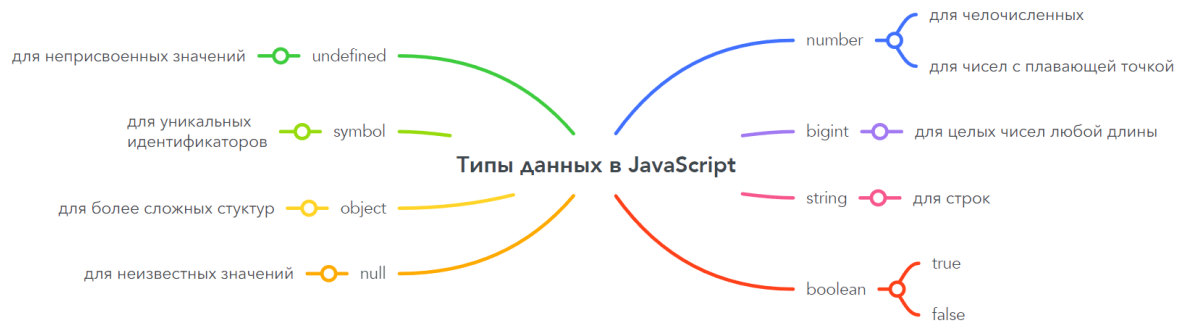 Типы данных в JavaScript
number
для челочисленных
для чисел с плавающей точкой
bigint
для целых чисел любой длины
string
для строк
boolean
true
false
undefined
для неприсвоенных значений
symbol
для уникальных
идентификаторов
object
для более сложных стуктур
null
для неизвестных значений